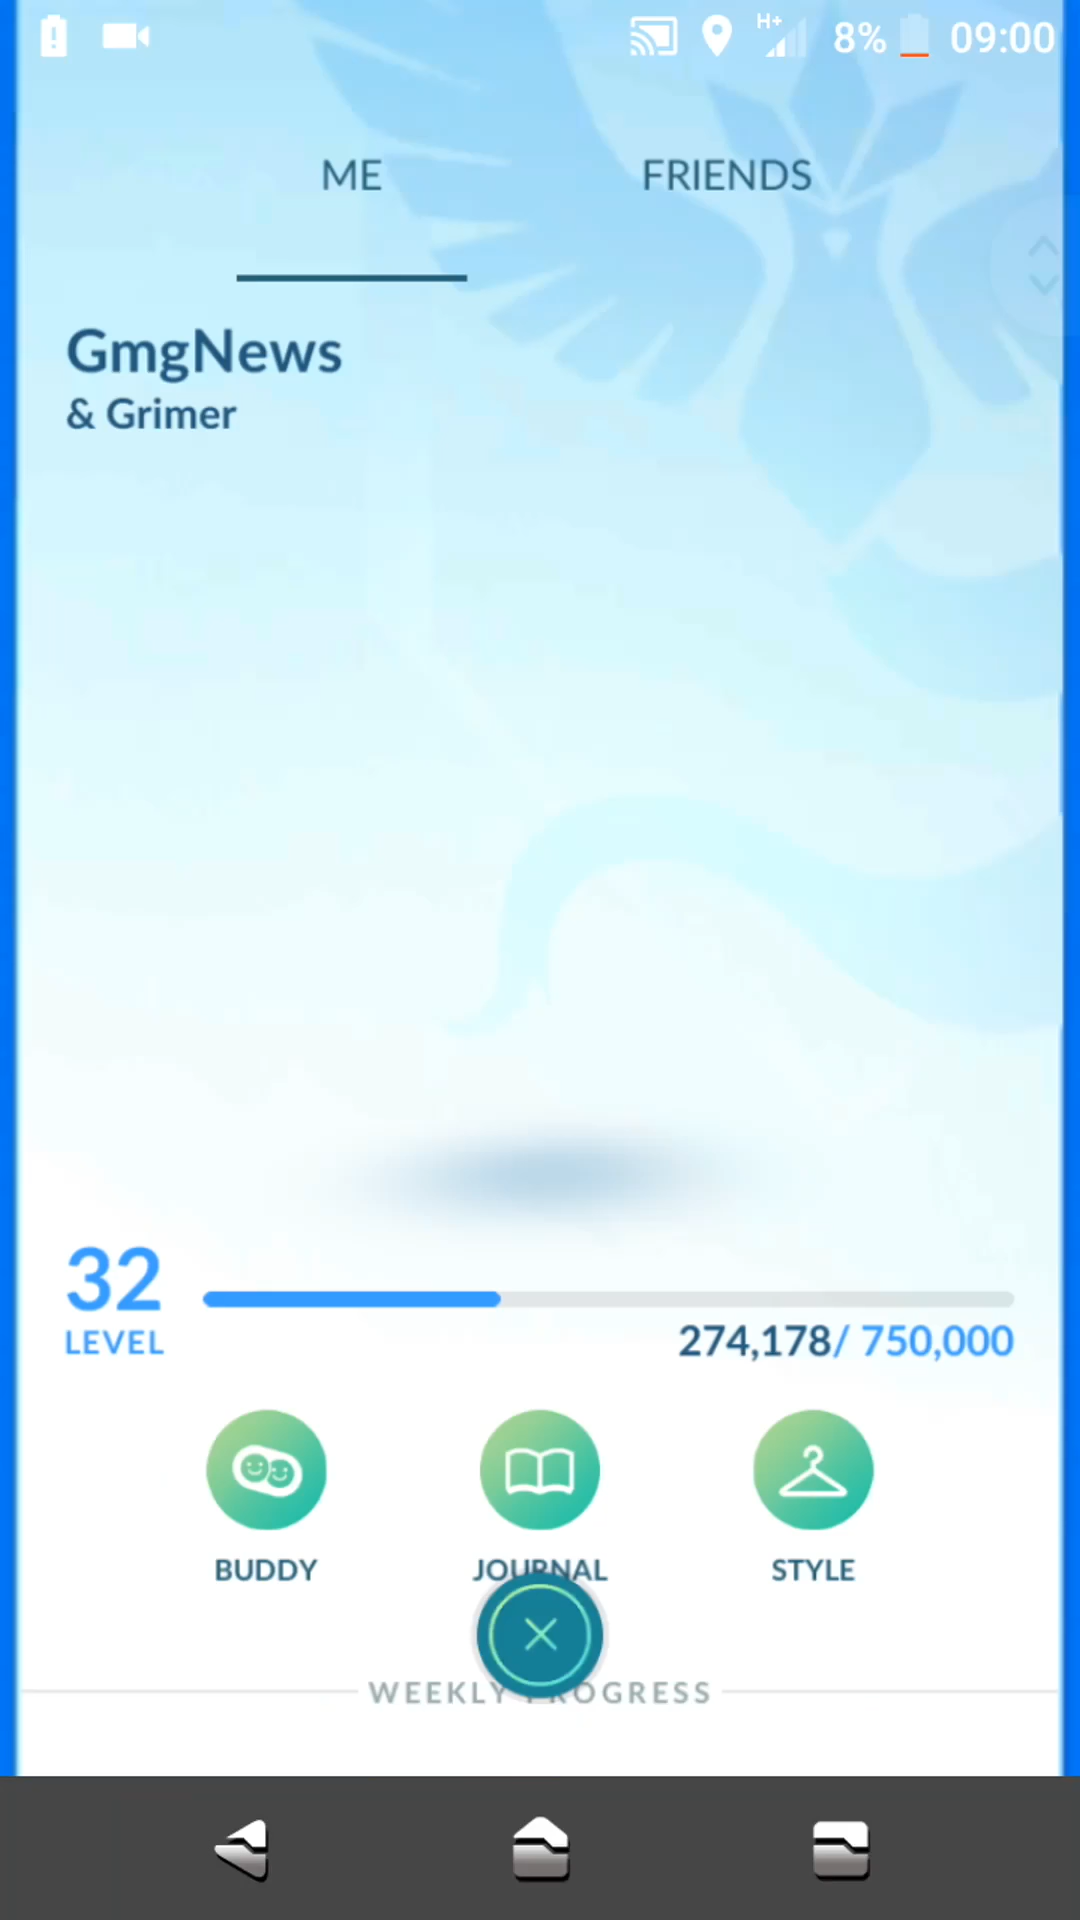 H+ 8% 09:00
ME FRIENDS
GmgNews
& Grimer
32
LEVEL
274,178/ 750,000
BUDDY JOURNAL STYLE
WEEKLY PROGRESS